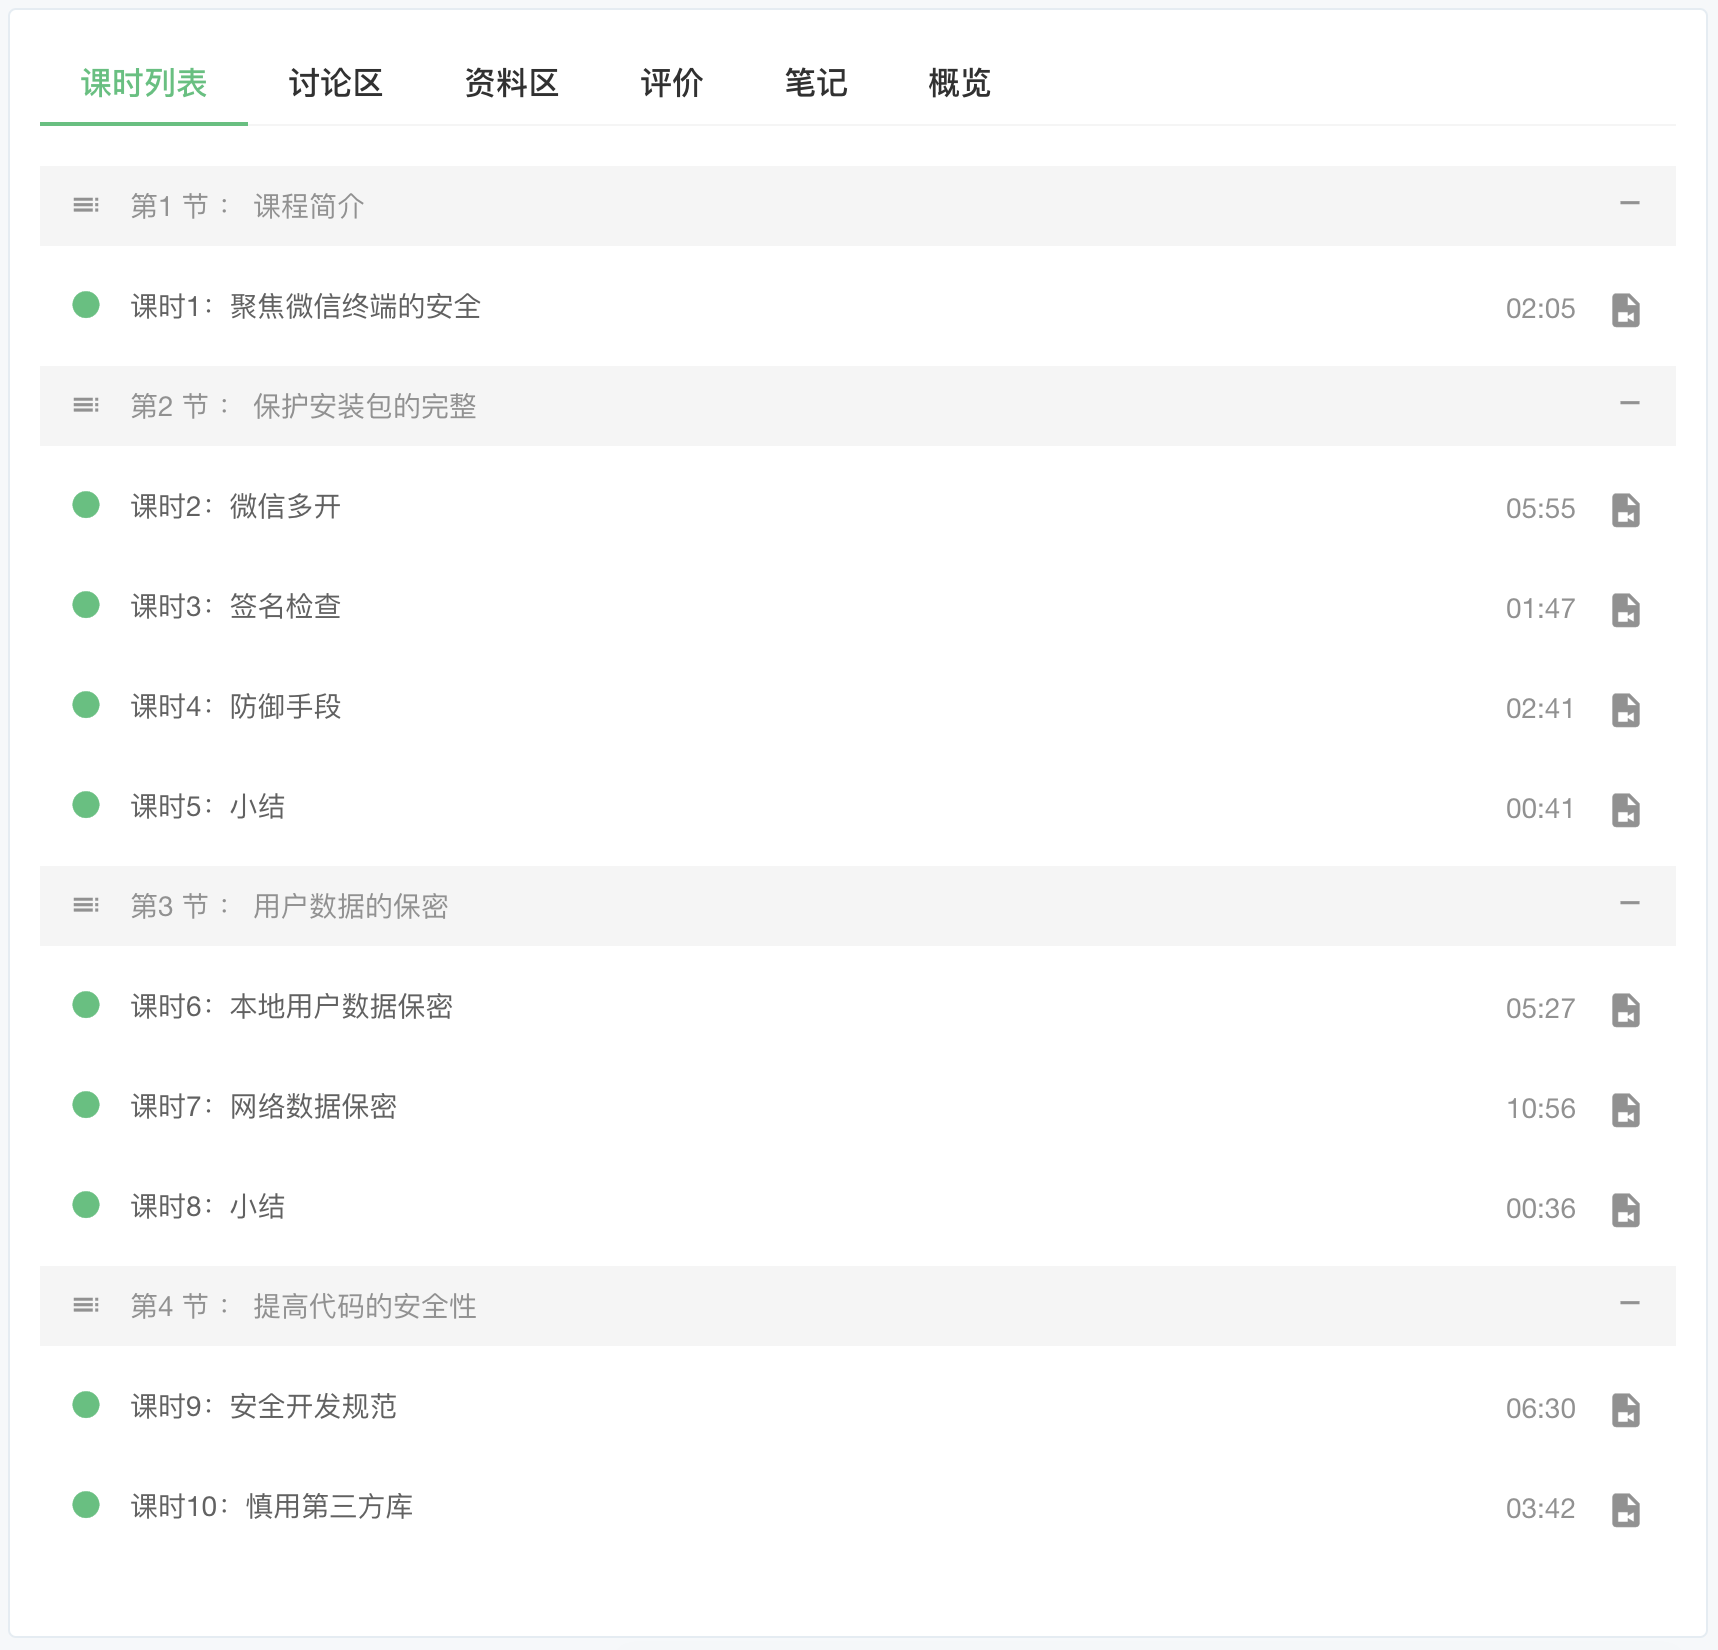 课时列表 讨论区 资料区 评价 笔记 概览
第1 节： 课程简介
课时1：聚焦微信终端的安全 02:05
第2 节： 保护安装包的完整
课时2：微信多开 05:55
课时3：签名检查 01:47
课时4：防御手段 02:41
课时5：小结 00:41
第3 节： 用户数据的保密
课时6：本地用户数据保密 05:27
课时7：网络数据保密 10:56
课时8：小结 00:36
第4 节： 提高代码的安全性
课时9：安全开发规范 06:30
课时10：慎用第三方库 03:42